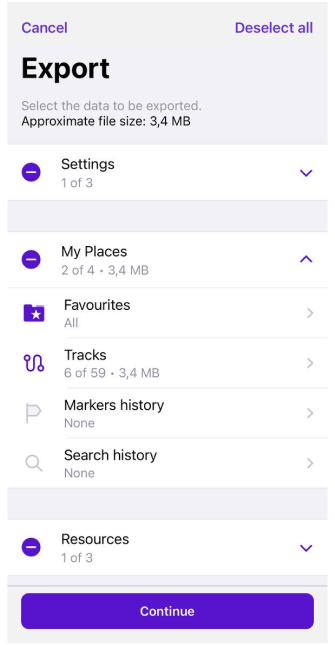 Cancel
Deselect all
Export
Select the data to be exported.
Approximate file size: 3,4 MB
Settings
1 of 3
My Places
2 of 4 • 3,4 MB
Favourites
All
Tracks
6 of 59 • 3,4 MB
Markers history
None
Search history
None
Resources
1 of 3
Continue